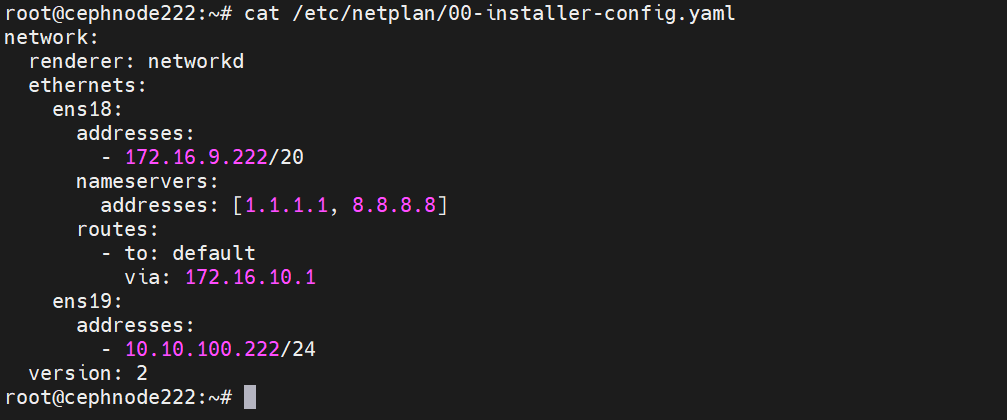 root@cephnode222:~# cat /etc/netplan/00-installer-config.yaml
network:
  renderer: networkd
  ethernets:
    ens18:
      addresses:
        - 172.16.9.222/20
      nameservers:
        addresses: [1.1.1.1, 8.8.8.8]
      routes:
        - to: default
          via: 172.16.10.1
    ens19:
      addresses:
        - 10.10.100.222/24
  version: 2
root@cephnode222:~#